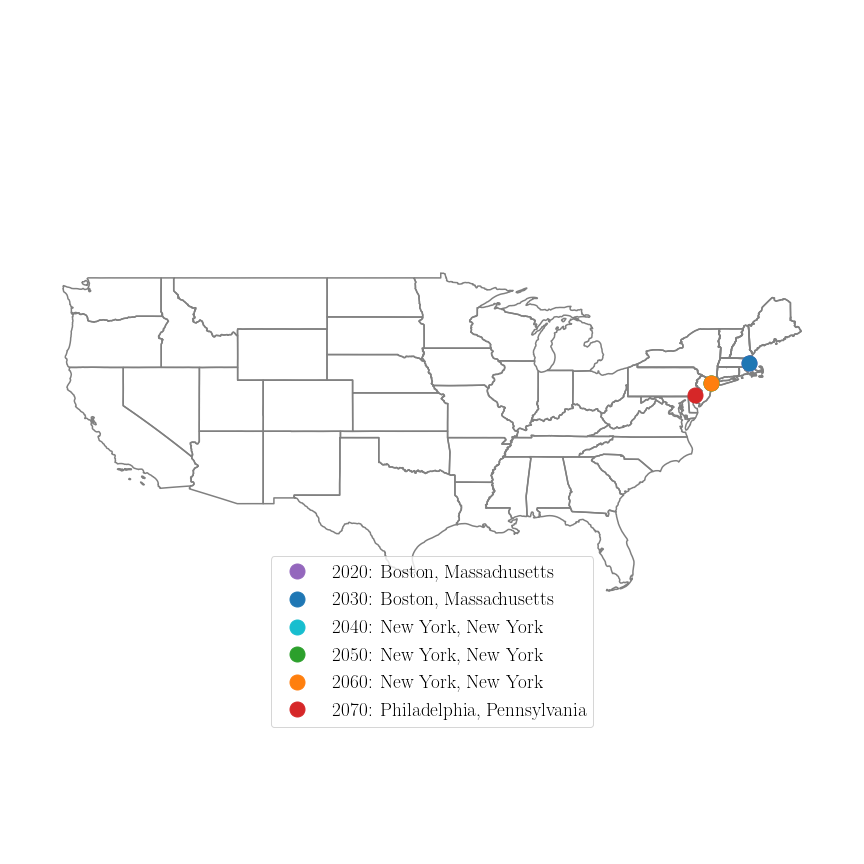 2020: Boston, Massachusetts
2030: Boston, Massachusetts
2040: New York, New York
2050: New York, New York
2060: New York, New York
2070: Philadelphia, Pennsylvania